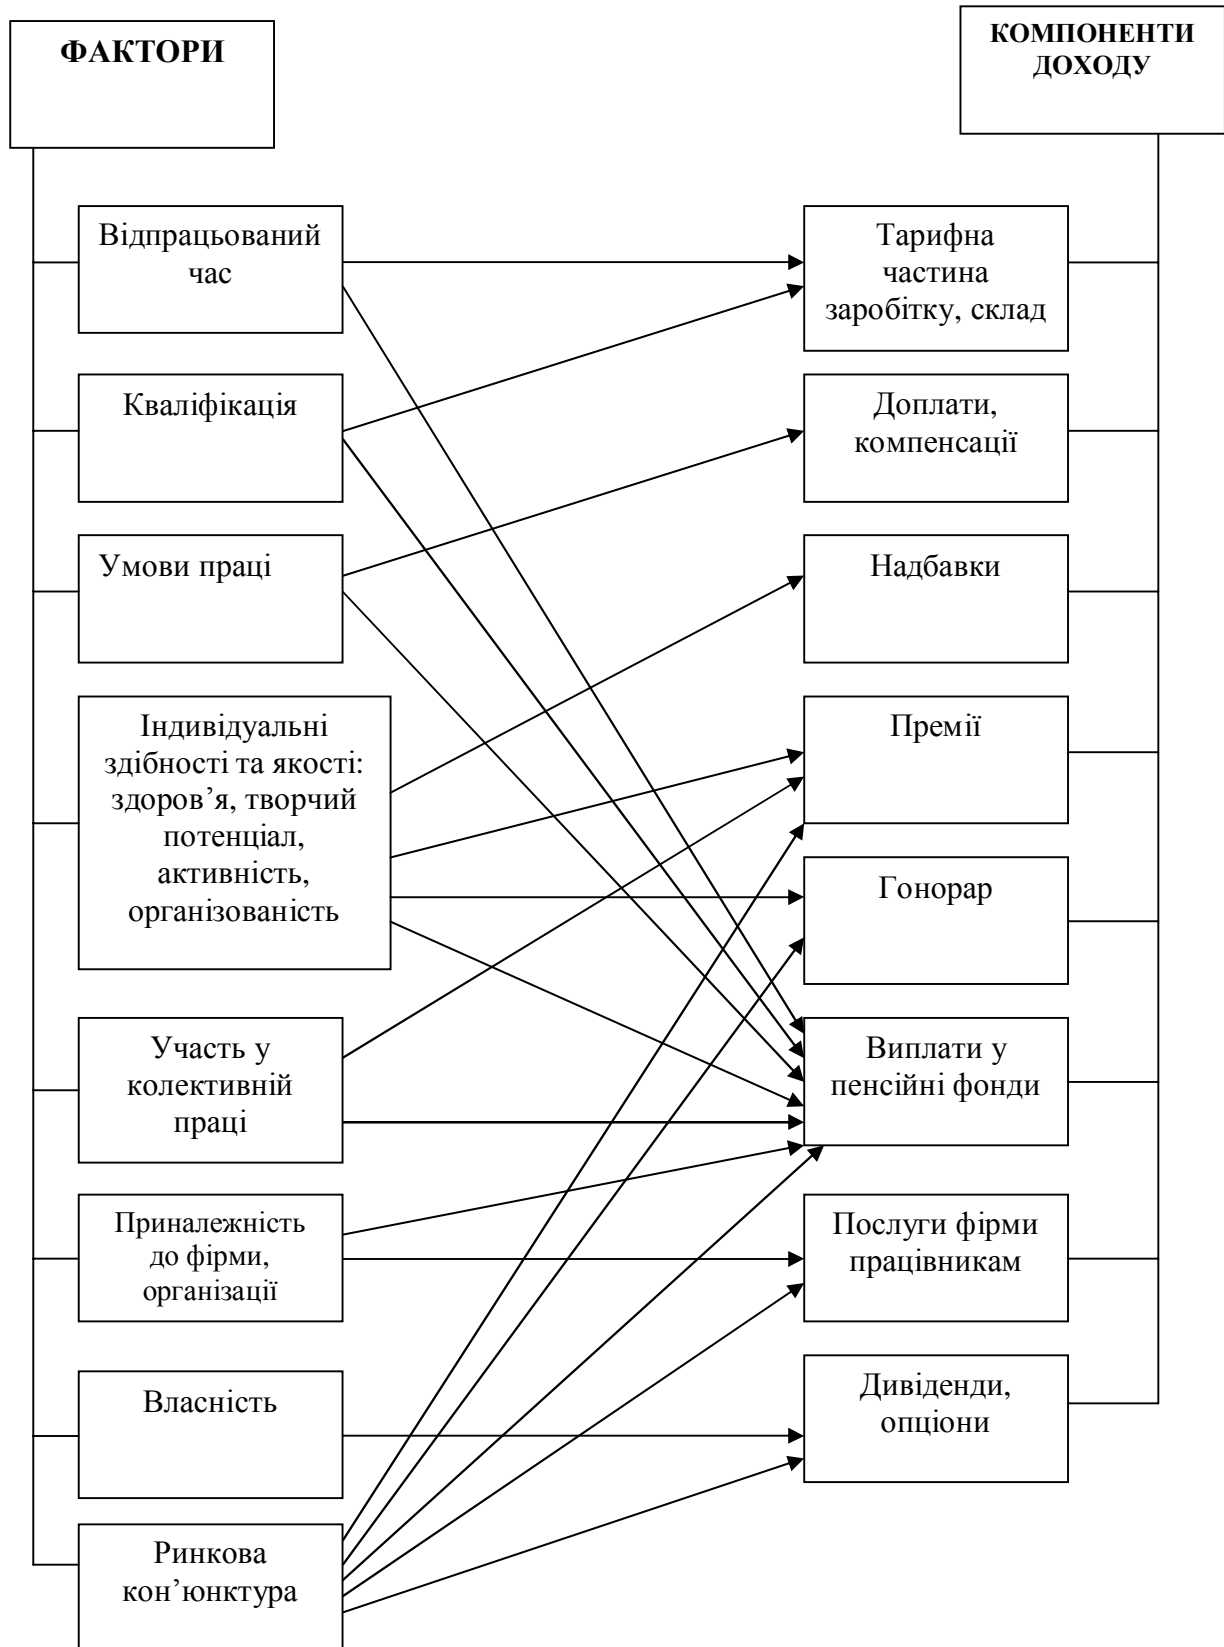 ФАКТОРИ
КОМПОНЕНТИ
ДОХОДУ
Відпрацьований
час
Тарифна
частина
заробітку, склад
Кваліфікація
Доплати,
компенсації
Умови праці
Надбавки
Індивідуальні
здібності та якості:
здоров’я, творчий
потенціал,
активність,
організованість
Премії
Гонорар
Участь у
колективній
праці
Виплати у
пенсійні фонди
Приналежність
до фірми,
організації
Послуги фірми
працівникам
Власність
Дивіденди,
опціони
Ринкова
кон’юнктура